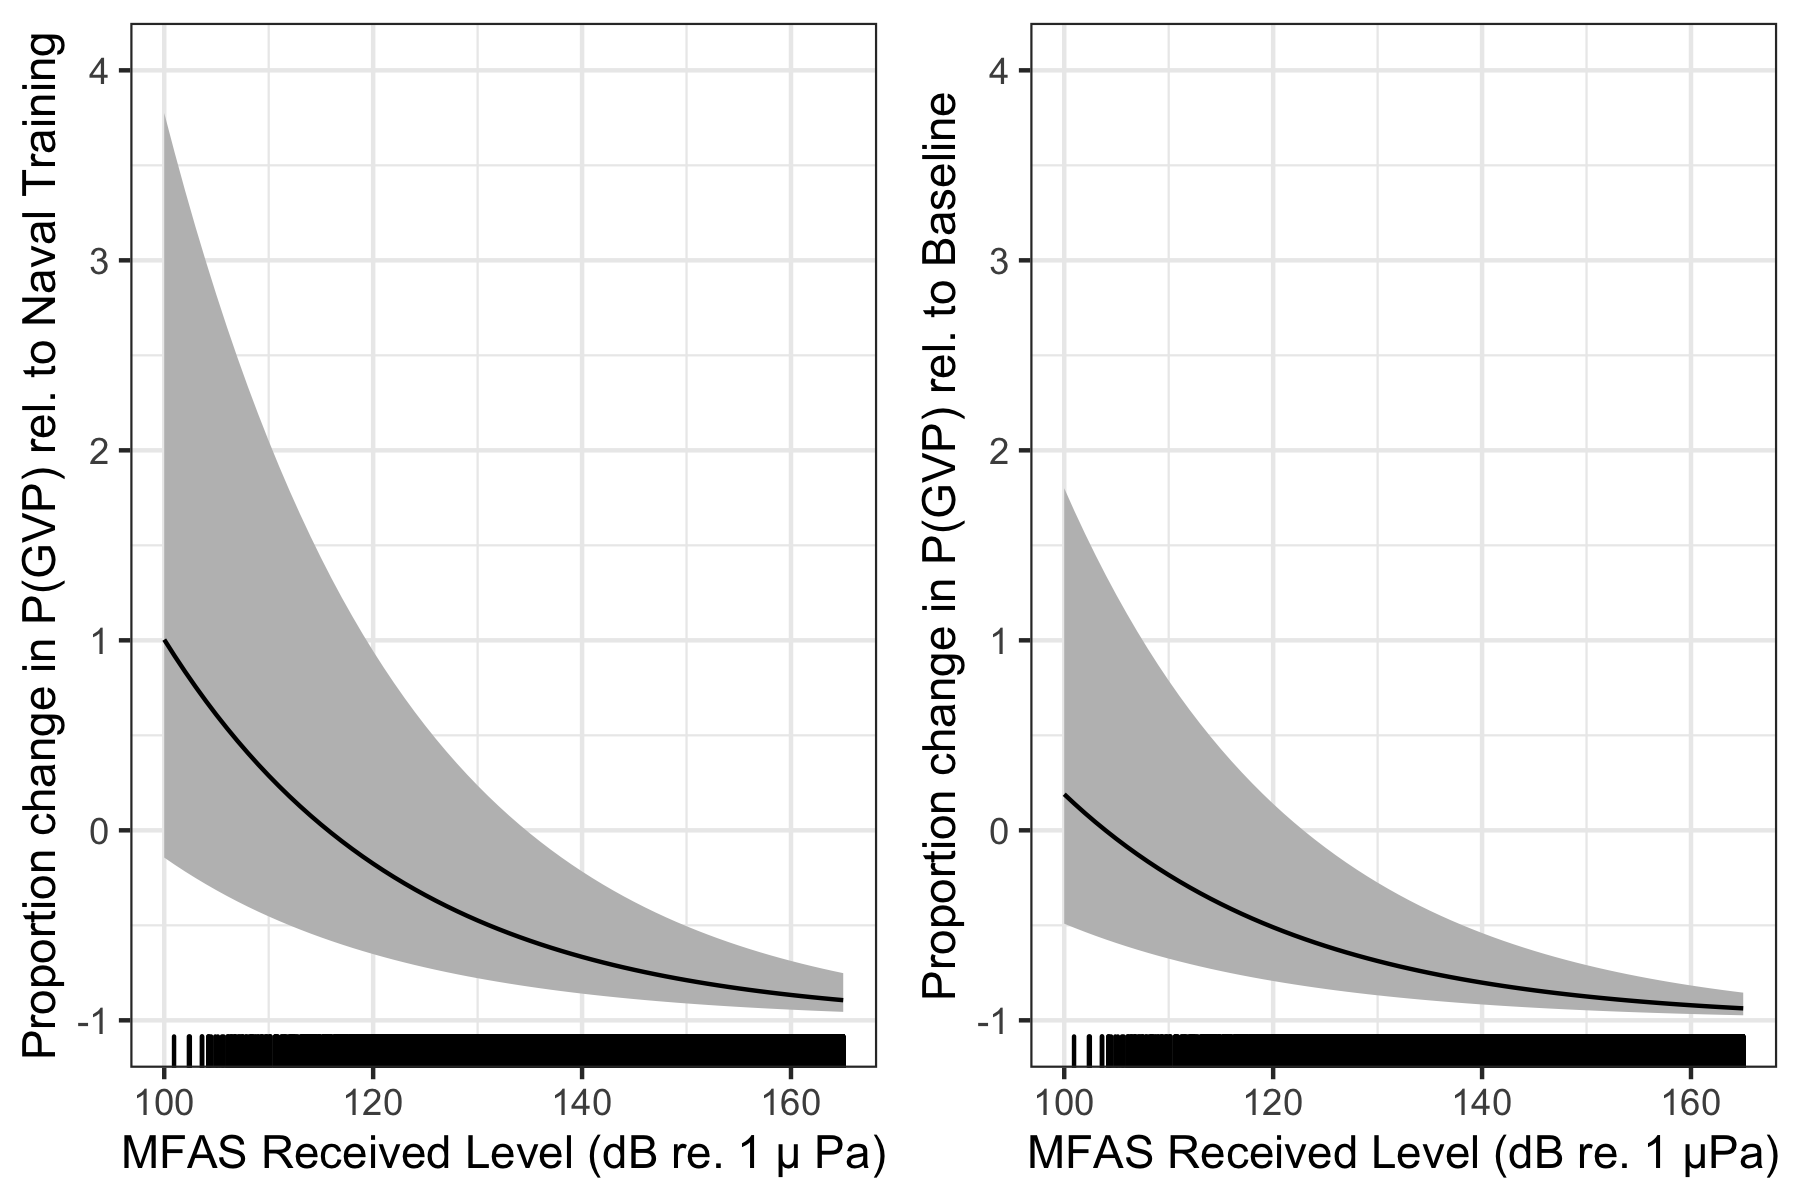 Proportion change in P(GVP) rel. to Naval Training
4
3
2
1
0
-1
100 120 140 160
MFAS Received Level (dB re. 1 μ Pa)
Proportion change in P(GVP) rel. to Baseline
4
3
2
1
0
-1
100 120 140 160
MFAS Received Level (dB re. 1 μPa)